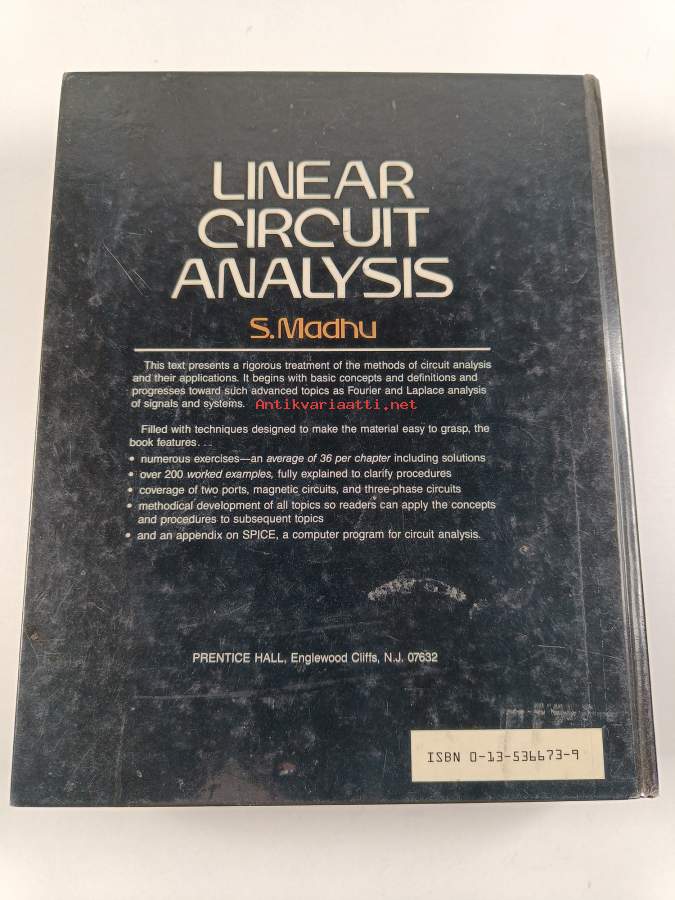 LINEAR
CIRCUIT
ANALYSIS
S.Madhu
This text presents a rigorous treatment of the methods of circuit analysis
and their applications. It begins with basic concepts and definitions and
progresses toward such advanced topics as Fourier and Laplace analysis
of signals and systems.
Antikvariaatti.net
Filled with techniques designed to make the material easy to grasp, the
book features...
• numerous exercises—an average of 36 per chapter including solutions
• over 200 worked examples, fully explained to clarify procedures
• coverage of two ports, magnetic circuits, and three-phase circuits
• methodical development of all topics so readers can apply the concepts
and procedures to subsequent topics
• and an appendix on SPICE, a computer program for circuit analysis.
PRENTICE HALL, Englewood Cliffs, N.J. 07632
ISBN 0-13-536673-9